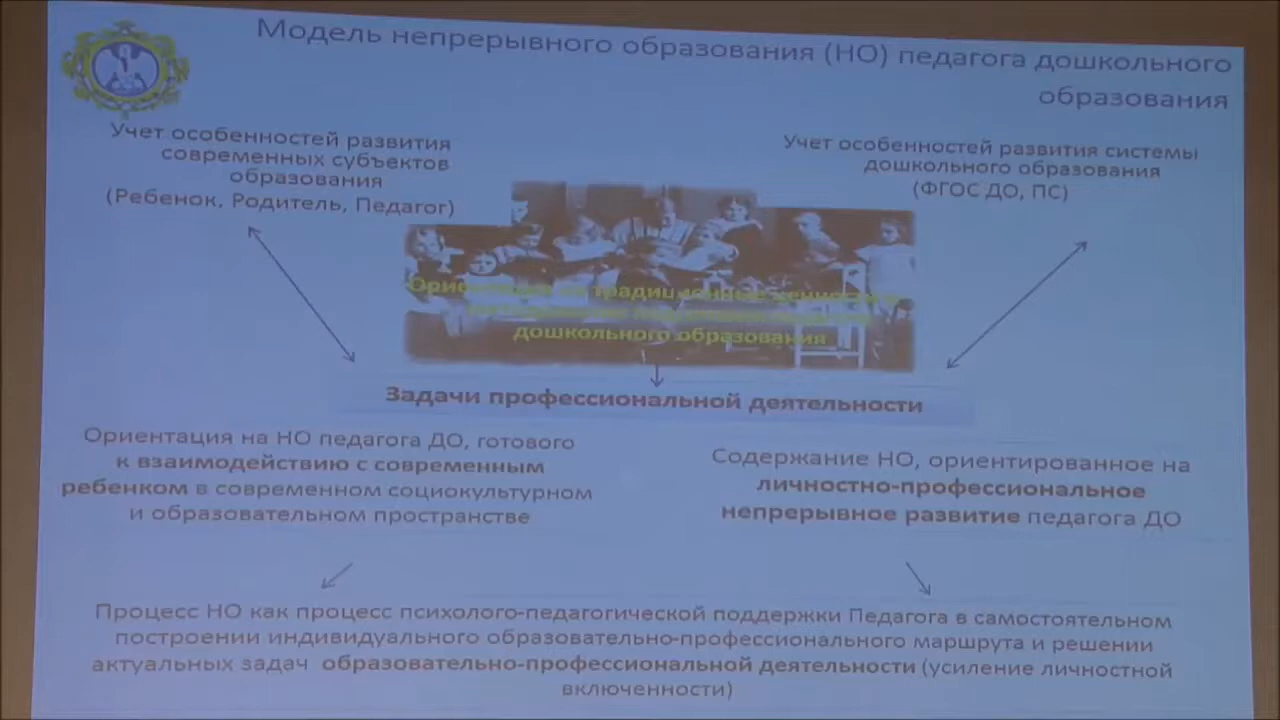 Модель непрерывного образования (НО) педагога дошкольного
образования
Учет особенностей развития
современных субъектов
образования
(Ребенок, Родитель, Педагог)
Учет особенностей развития системы
дошкольного образования
(ФГОС ДО, ПС)
дошкольного образования
Задачи профессиональной деятельности
Ориентация на НО педагога ДО, готового
к взаимодействию с современным
ребенком в современном социокультурном
и образовательном пространстве
Содержание НО, ориентированное на
личностно-профессиональное
непрерывное развитие педагога ДО
Процесс НО как процесс психолого-педагогической поддержки Педагога в самостоятельном
построении индивидуального образовательно-профессионального маршрута и решении
актуальных задач образовательно-профессиональной деятельности (усиление личностной
включенности)